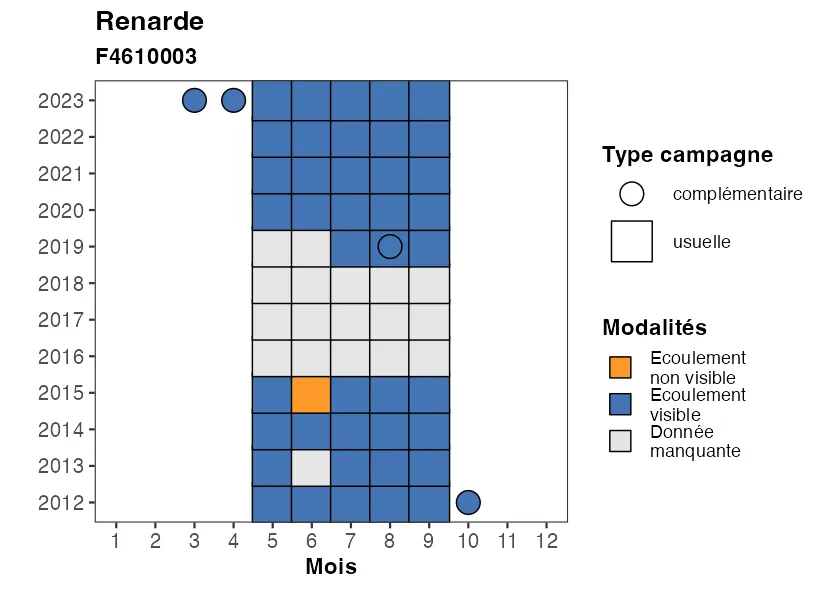 Renarde
F4610003
2023
2022
2021
2020
2019
2018
2017
2016
2015
2014
2013
2012
1 2 3 4 5 6 7 8 9 10 11 12
Mois
Type campagne
complémentaire
usuelle
Modalités
Ecoulement
non visible
Ecoulement
visible
Donnée
manquante